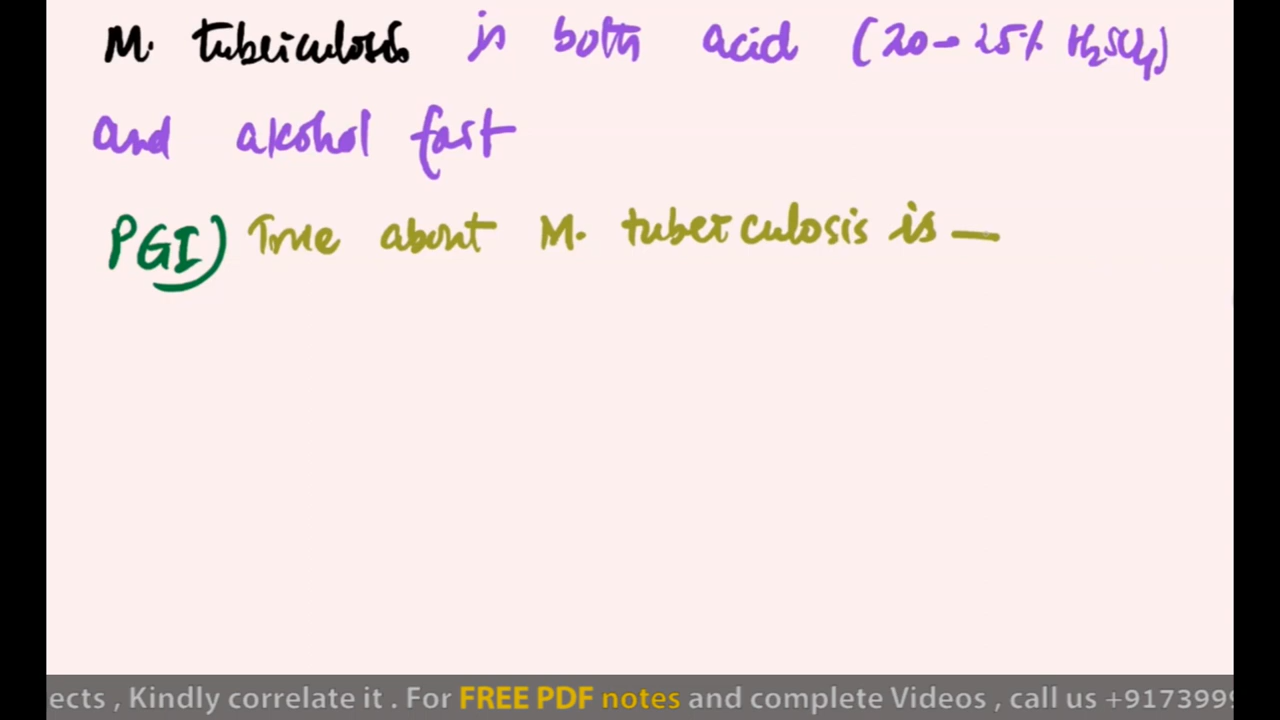 M. tuberculosis is both acid (20-25% H₂SO₄)
and alcohol fast
PGI) True about M. tuberculosis is —
ects , Kindly correlate it . For FREE PDF notes and complete Videos , call us +9173999